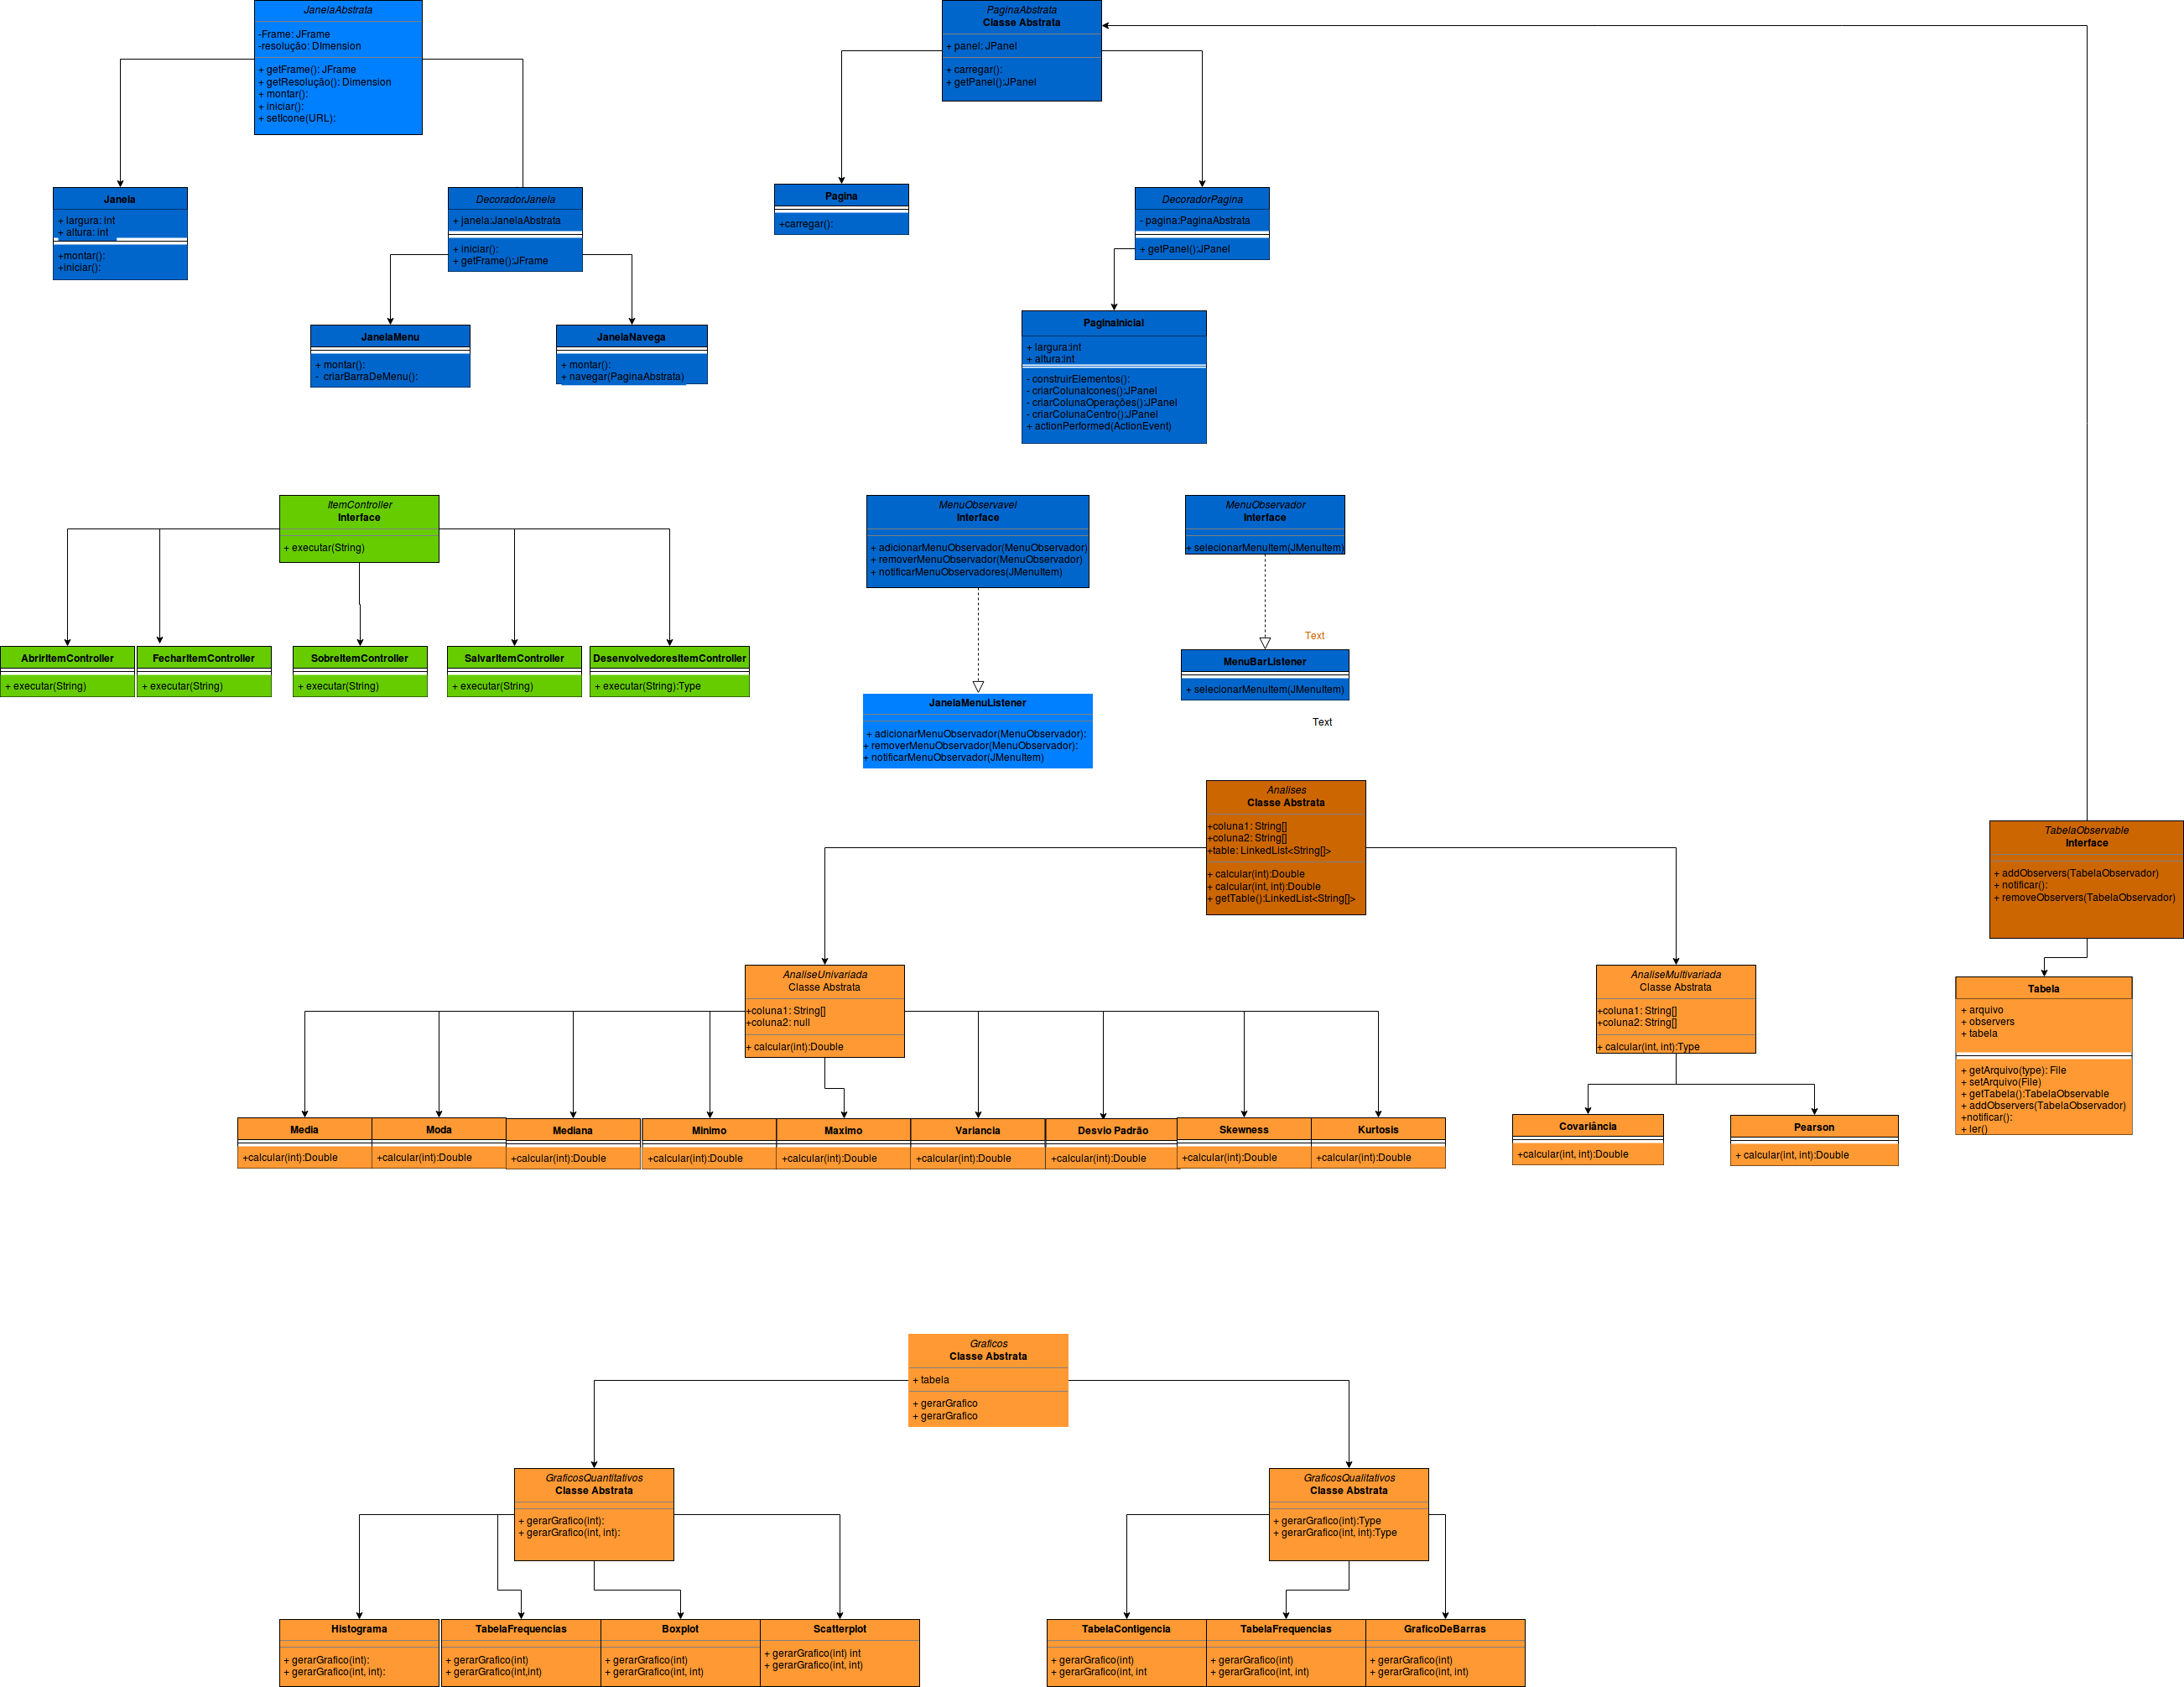 JanelaAbstrata
-Frame: JFrame
-resolução: DImension
+ getFrame(): JFrame
+ getResolução(): Dimension
+ montar():
+ iniciar():
+ setIcone(URL):
PaginaAbstrata
Classe Abstrata
+ panel: JPanel
+ carregar():
+ getPanel():JPanel
Janela
+ largura: int
+ altura: int
+montar():
+iniciar():
DecoradorJanela
+ janela:JanelaAbstrata
+ iniciar():
+ getFrame():JFrame
Pagina
+carregar():
DecoradorPagina
- pagina:PaginaAbstrata
+ getPanel():JPanel
JanelaMenu
+ montar():
- criarBarraDeMenu():
JanelaNavega
+ montar():
+ navegar(PaginaAbstrata)
PaginaInicial
+ largura:int
+ altura:int
- construirElementos():
- criarColunaIcones():JPanel
- criarColunaOperações():JPanel
- criarColunaCentro():JPanel
+ actionPerformed(ActionEvent)
ItemController
Interface
+ executar(String)
MenuObservavel
Interface
+ adicionarMenuObservador(MenuObservador)
+ removerMenuObservador(MenuObservador)
+ notificarMenuObservadores(JMenuItem)
MenuObservador
Interface
+ selecionarMenuItem(JMenuItem)
Text
AbrirItemController
+ executar(String)
FecharItemController
+ executar(String)
SobreItemController
+ executar(String)
SalvarItemController
+ executar(String)
DesenvolvedoresItemController
+ executar(String):Type
MenuBarListener
+ selecionarMenuItem(JMenuItem)
Text
JanelaMenuListener
+ adicionarMenuObservador(MenuObservador):
+ removerMenuObservador(MenuObservador):
+ notificarMenuObservador(JMenuItem)
Analises
Classe Abstrata
+coluna1: String[]
+coluna2: String[]
+table: LinkedList<String[]>
+ calcular(int):Double
+ calcular(int, int):Double
+ getTable():LinkedList<String[]>
TabelaObservable
Interface
+ addObservers(TabelaObservador)
+ notificar():
+ removeObservers(TabelaObservador)
AnaliseUnivariada
Classe Abstrata
+coluna1: String[]
+coluna2: null
+ calcular(int):Double
AnaliseMultivariada
Classe Abstrata
+coluna1: String[]
+coluna2: String[]
+ calcular(int, int):Type
Tabela
+ arquivo
+ observers
+ tabela
+ getArquivo(type): File
+ setArquivo(File)
+ getTabela():TabelaObservable
+ addObservers(TabelaObservador)
+notificar():
+ ler()
Media
+calcular(int):Double
Moda
+calcular(int):Double
Mediana
+calcular(int):Double
Minimo
+calcular(int):Double
Maximo
+calcular(int):Double
Variancia
+calcular(int):Double
Desvio Padrão
+calcular(int):Double
Skewness
+calcular(int):Double
Kurtosis
+calcular(int):Double
Covariância
+calcular(int, int):Double
Pearson
+ calcular(int, int):Double
Graficos
Classe Abstrata
+ tabela
+ gerarGrafico
+ gerarGrafico
GraficosQuantitativos
Classe Abstrata
+ gerarGrafico(int):
+ gerarGrafico(int, int):
GraficosQualitativos
Classe Abstrata
+ gerarGrafico(int):Type
+ gerarGrafico(int, int):Type
Histograma
+ gerarGrafico(int):
+ gerarGrafico(int, int):
TabelaFrequencias
+ gerarGrafico(int)
+ gerarGrafico(int,int)
Boxplot
+ gerarGrafico(int)
+ gerarGrafico(int, int)
Scatterplot
+ gerarGrafico(int) int
+ gerarGrafico(int, int)
TabelaContigencia
+ gerarGrafico(int)
+ gerarGrafico(int, int
TabelaFrequencias
+ gerarGrafico(int)
+ gerarGrafico(int, int)
GraficoDeBarras
+ gerarGrafico(int)
+ gerarGrafico(int, int)